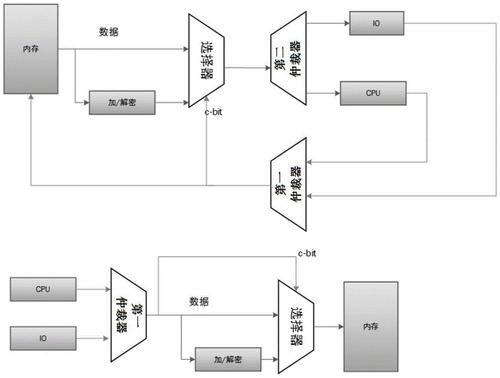 内存
数据
加/解密
选择器
c-bit
第二
仲裁器
IO
CPU
第一
仲裁器
CPU
IO
第一
仲裁器
数据
加/解密
c-bit
选择器
内存